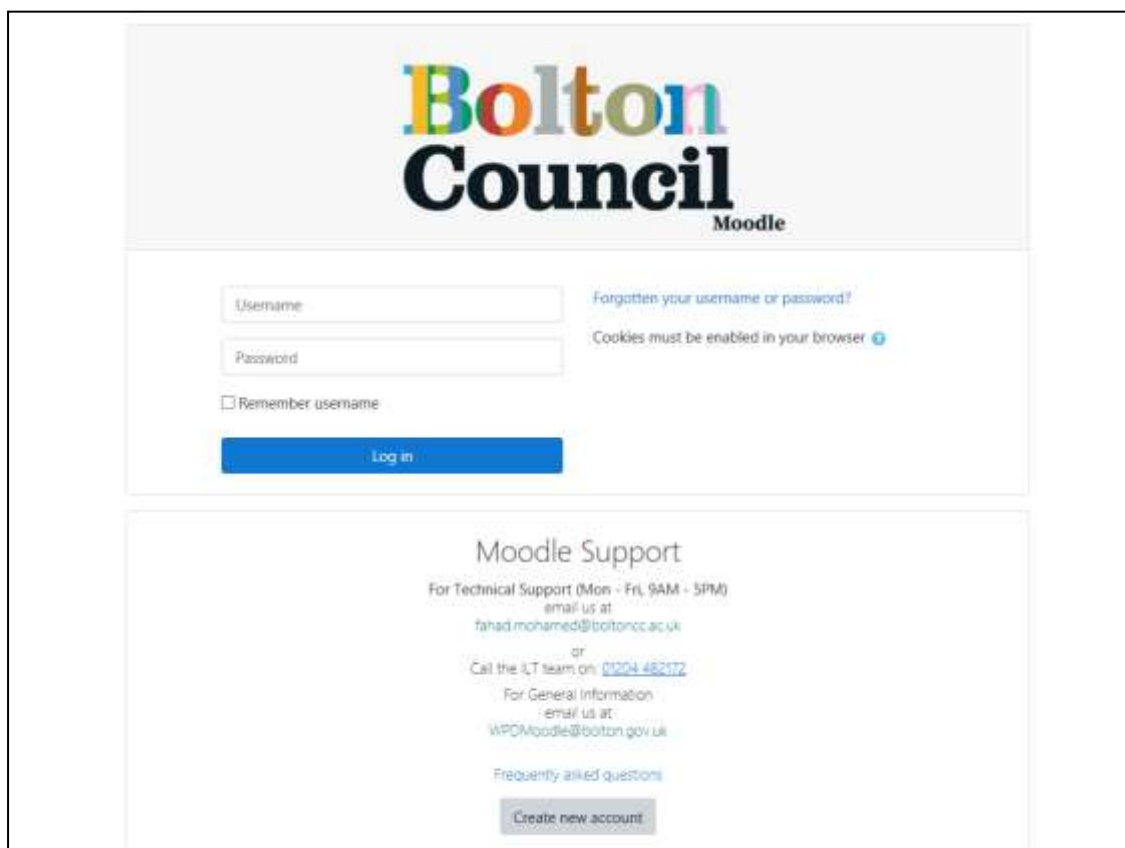 Bolton
Council
Moodle
Username
Forgotten your username or password?
Cookies must be enabled in your browser
Password
Remember username
Log in
Moodle Support
For Technical Support (Mon - Fri, 9AM - 5PM)
email us at
fahad.mohamed@boltoncc.ac.uk
or
Call the ILT team on: 01204 482172
For General Information
email us at
WPDMoodle@bolton.gov.uk
Frequently asked questions
Create new account